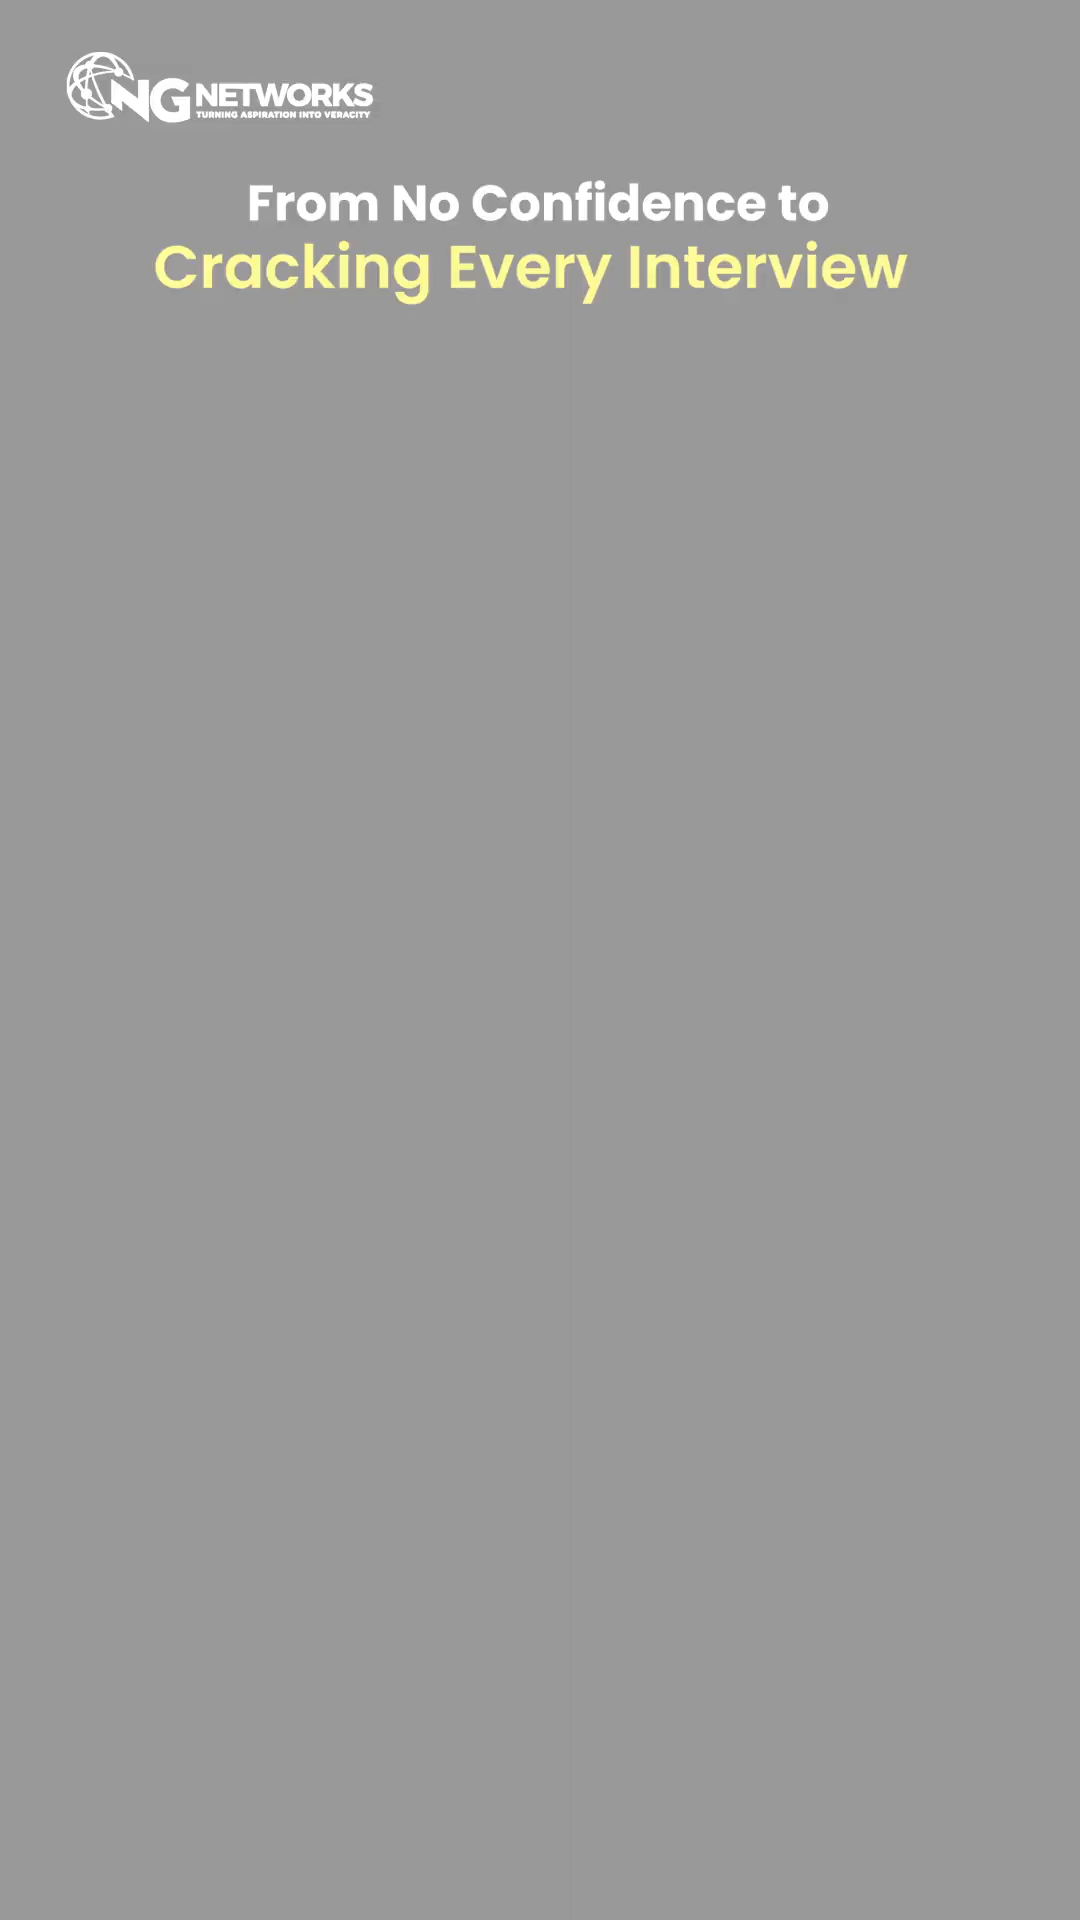 NG NETWORKS
TURNING ASPIRATION INTO VERACITY
From No Confidence to
Cracking Every Interview